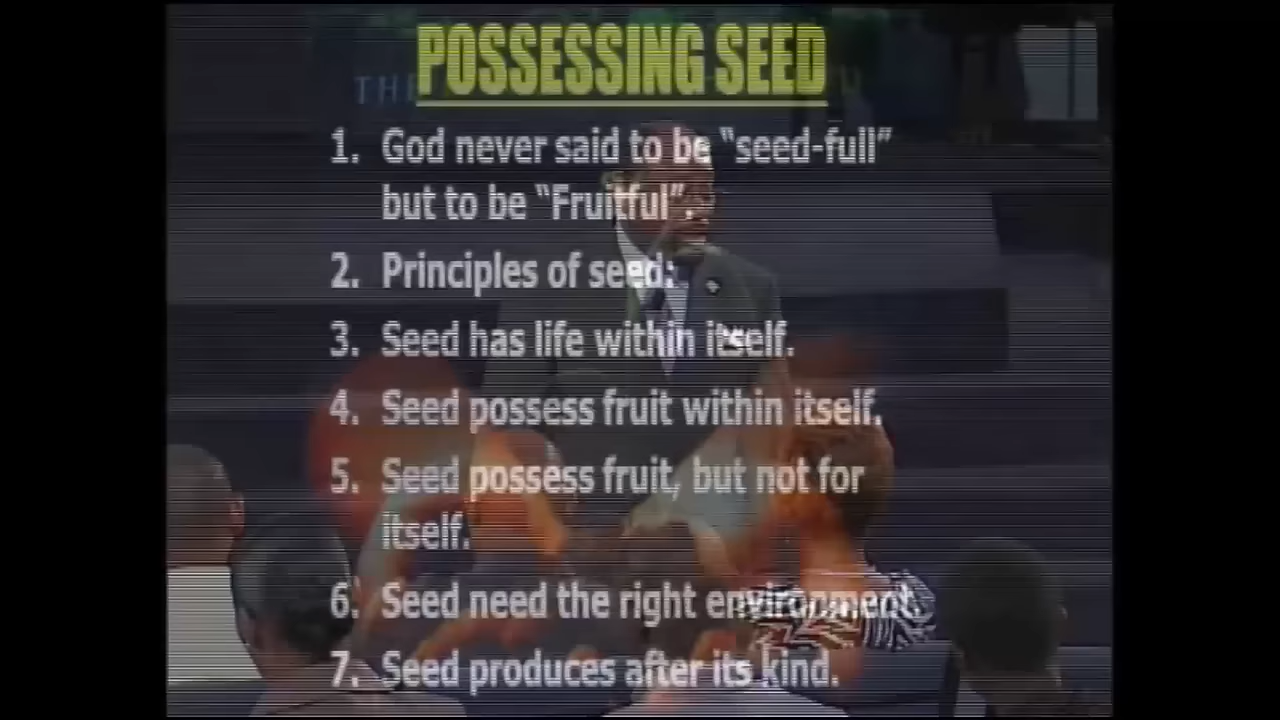 POSSESSING SEED
1. God never said to be “seed-full”
but to be “Fruitful”.
2. Principles of seed:
3. Seed has life within itself.
4. Seed possess fruit within itself.
5. Seed possess fruit, but not for
itself.
6. Seed need the right environment.
7. Seed produces after its kind.